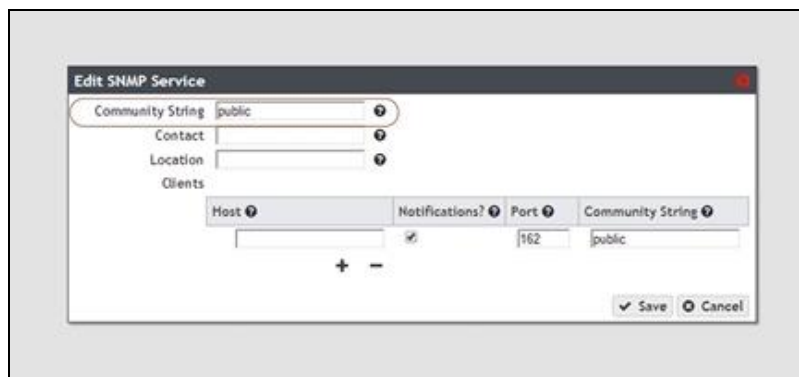 Edit SNMP Service
Community String public
Contact
Location
Clients
Host Notifications? Port Community String
162 public
Save Cancel